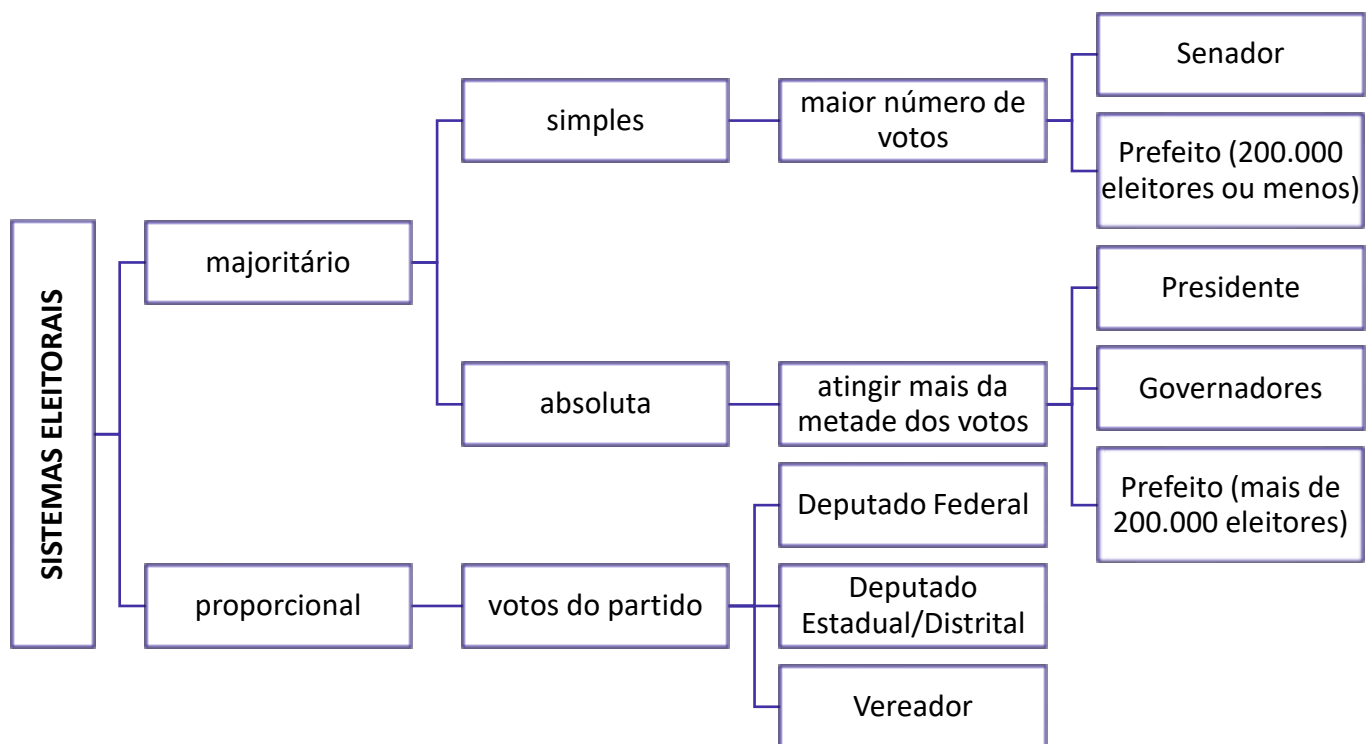 SISTEMAS ELEITORAIS
majoritário
simples
maior número de
votos
Senador
Prefeito (200.000
eleitores ou menos)
absoluta
atingir mais da
metade dos votos
Presidente
Governadores
Prefeito (mais de
200.000 eleitores)
proporcional
votos do partido
Deputado Federal
Deputado
Estadual/Distrital
Vereador